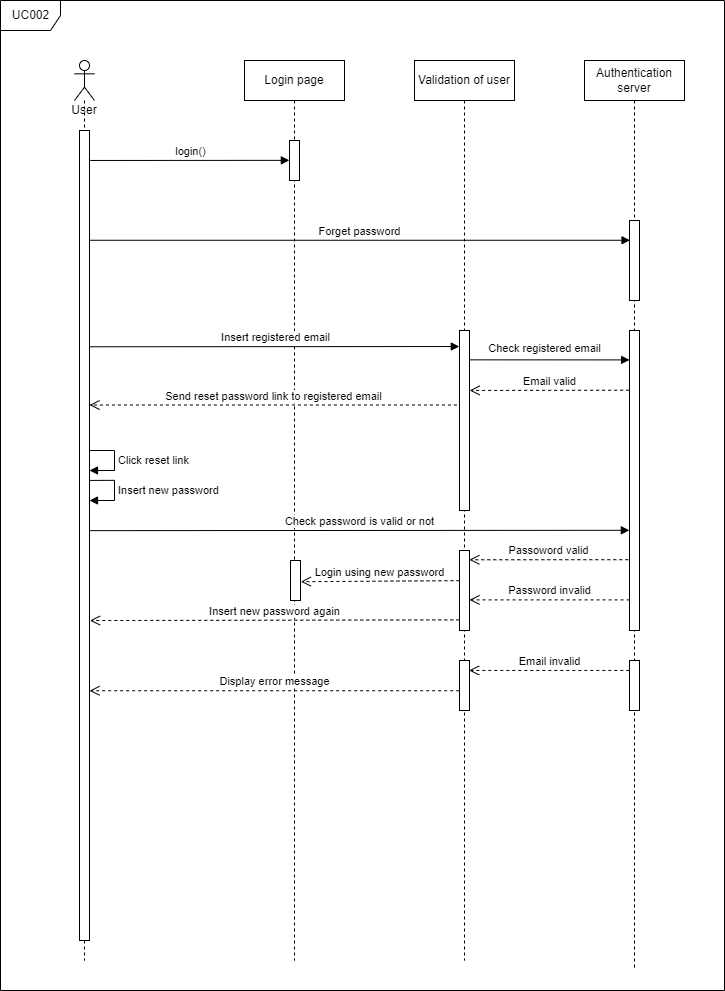 UC002
User
Login page
Validation of user
Authentication
server
login()
Forget password
Insert registered email
Check registered email
Email valid
Send reset password link to registered email
Click reset link
Insert new password
Check password is valid or not
Passoword valid
Login using new password
Password invalid
Insert new password again
Email invalid
Display error message